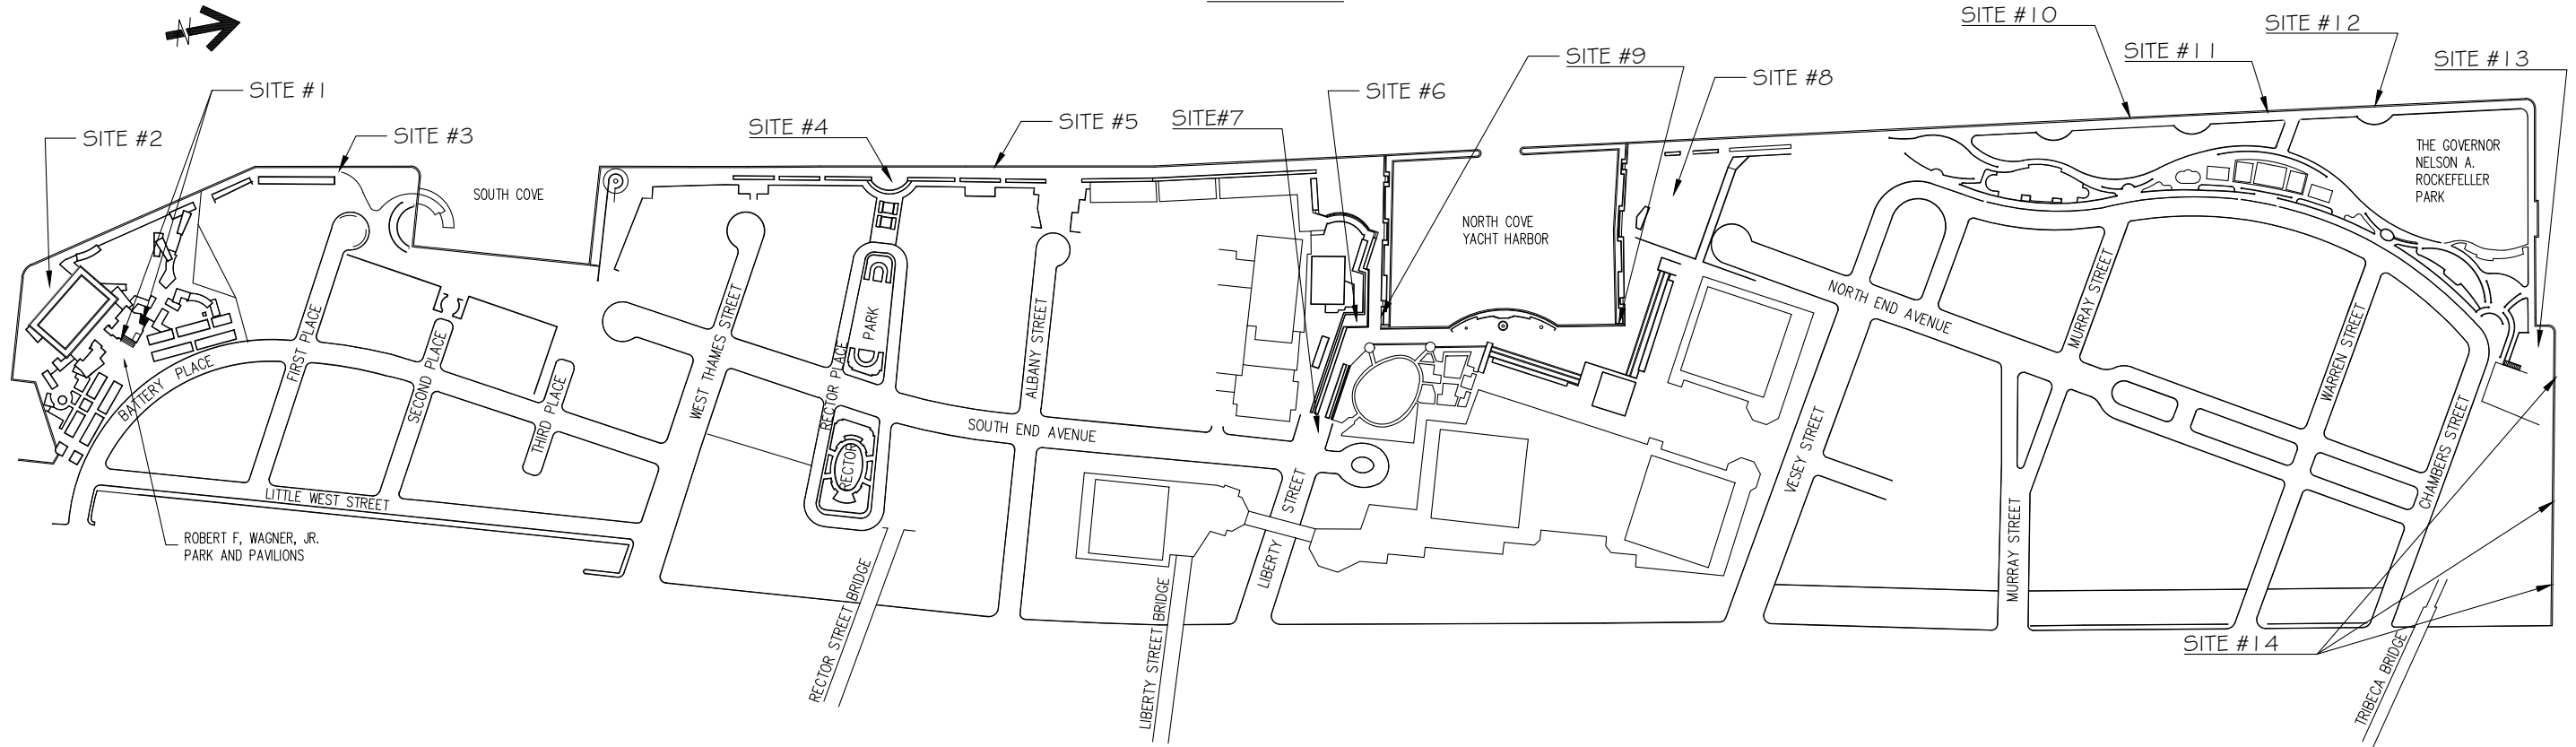 N
SITE #1
SITE #2
SITE #3
SITE #4
SITE #5
SITE #6
SITE#7
SITE #9
SITE #8
SITE #10
SITE #11
SITE #12
SITE #13
SOUTH COVE
NORTH COVE
YACHT HARBOR
THE GOVERNOR
NELSON A.
ROCKEFELLER
PARK
BATTERY PLACE
FIRST PLACE
SECOND PLACE
THIRD PLACE
WEST THAMES STREET
RECTOR PLACE
PARK
RECTOR
ALBANY STREET
SOUTH END AVENUE
LITTLE WEST STREET
ROBERT F, WAGNER, JR.
PARK AND PAVILIONS
RECTOR STREET BRIDGE
LIBERTY STREET BRIDGE
LIBERTY STREET
VESEY STREET
NORTH END AVENUE
MURRAY STREET
MURRAY STREET
WARREN STREET
CHAMBERS STREET
SITE #14
TRIBECA BRIDGE